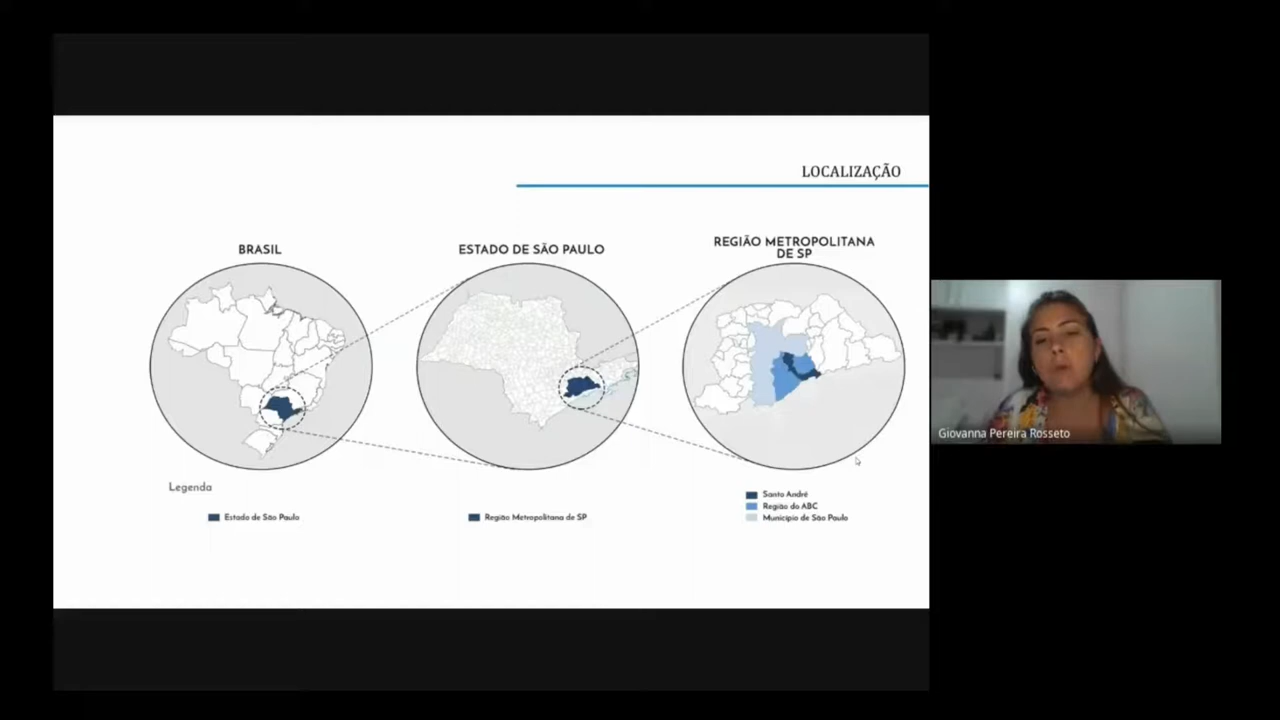 LOCALIZAÇÃO
BRASIL
ESTADO DE SÃO PAULO
REGIÃO METROPOLITANA
DE SP
Legenda
Estado de São Paulo
Região Metropolitana de SP
Santo André
Região do ABC
Município de São Paulo
Giovanna Pereira Rosseto